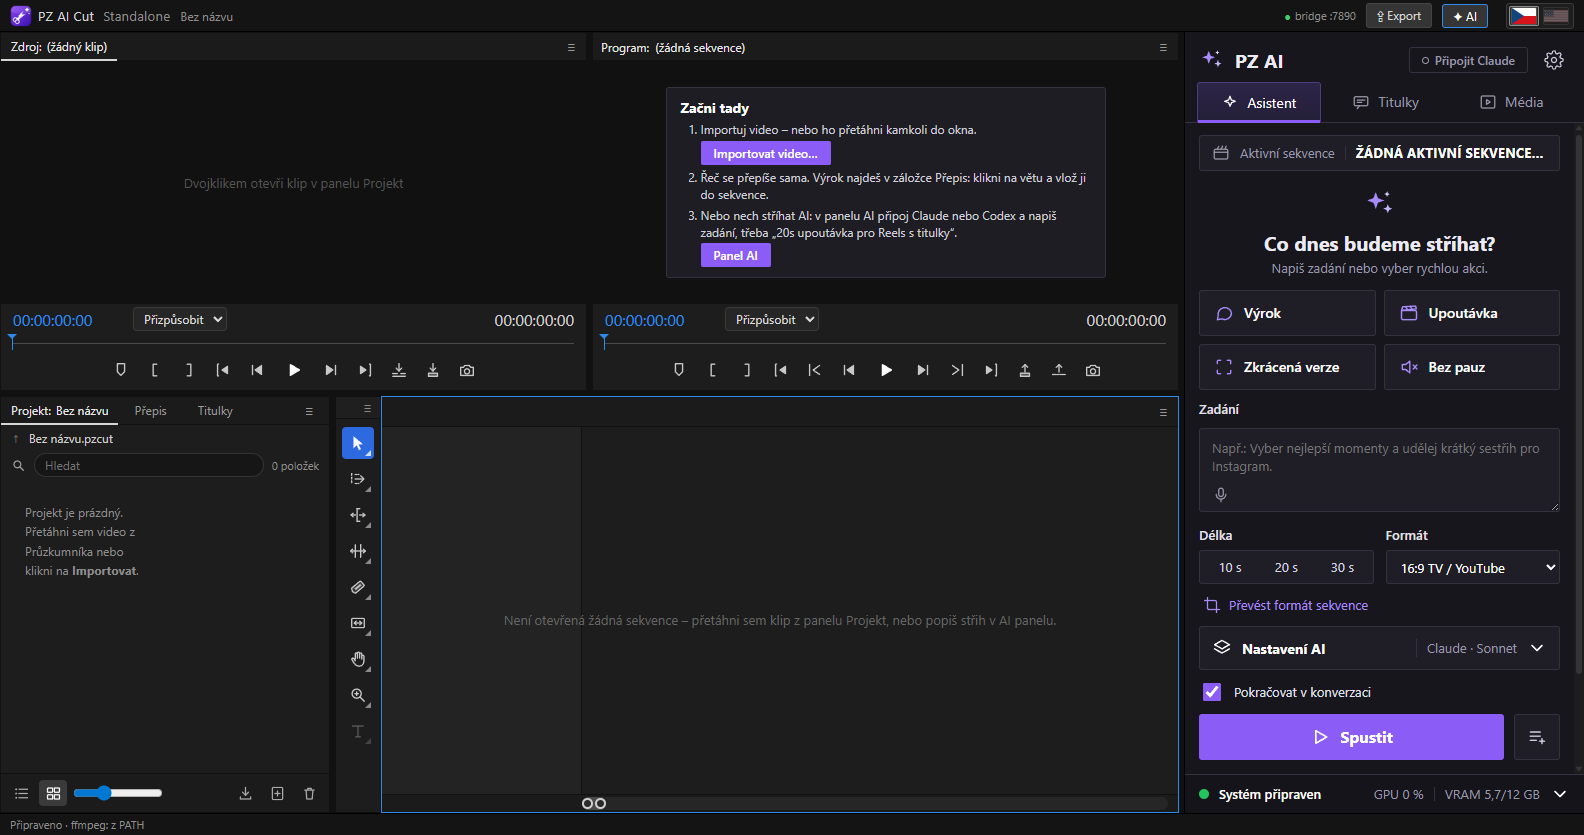 PZ AI Cut Standalone Bez názvu
bridge :7890 Export AI
Zdroj: (žádný klip)
Program: (žádná sekvence)
Dvojklikem otevři klip v panelu Projekt
Začni tady
1. Importuj video – nebo ho přetáhni kamkoli do okna.
Importovat video...
2. Řeč se přepíše sama. Výrok najdeš v záložce Přepis: klikni na větu a vlož ji
do sekvence.
3. Nebo nech stříhat AI: v panelu AI připoj Claude nebo Codex a napiš
zadání, třeba „20s upoutávka pro Reels s titulky“.
Panel AI
00:00:00:00 Přizpůsobit 00:00:00:00
00:00:00:00 Přizpůsobit 00:00:00:00
Projekt: Bez názvu Přepis Titulky
Bez názvu.pzcut
Hledat 0 položek
Projekt je prázdný.
Přetáhni sem video z
Průzkumníka nebo
klikni na Importovat.
Není otevřená žádná sekvence – přetáhni sem klip z panelu Projekt, nebo popiš střih v AI panelu.
PZ AI Připojit Claude
Asistent Titulky Média
Aktivní sekvence ŽÁDNÁ AKTIVNÍ SEKVENCE...
Co dnes budeme stříhat?
Napiš zadání nebo vyber rychlou akci.
Výrok Upoutávka
Zkrácená verze Bez pauz
Zadání
Např.: Vyber nejlepší momenty a udělej krátký sestřih pro
Instagram.
Délka Formát
10 s 20 s 30 s 16:9 TV / YouTube
Převést formát sekvence
Nastavení AI Claude · Sonnet
Pokračovat v konverzaci
Spustit
Systém připraven GPU 0 % VRAM 5,7/12 GB
Připraveno · ffmpeg: z PATH